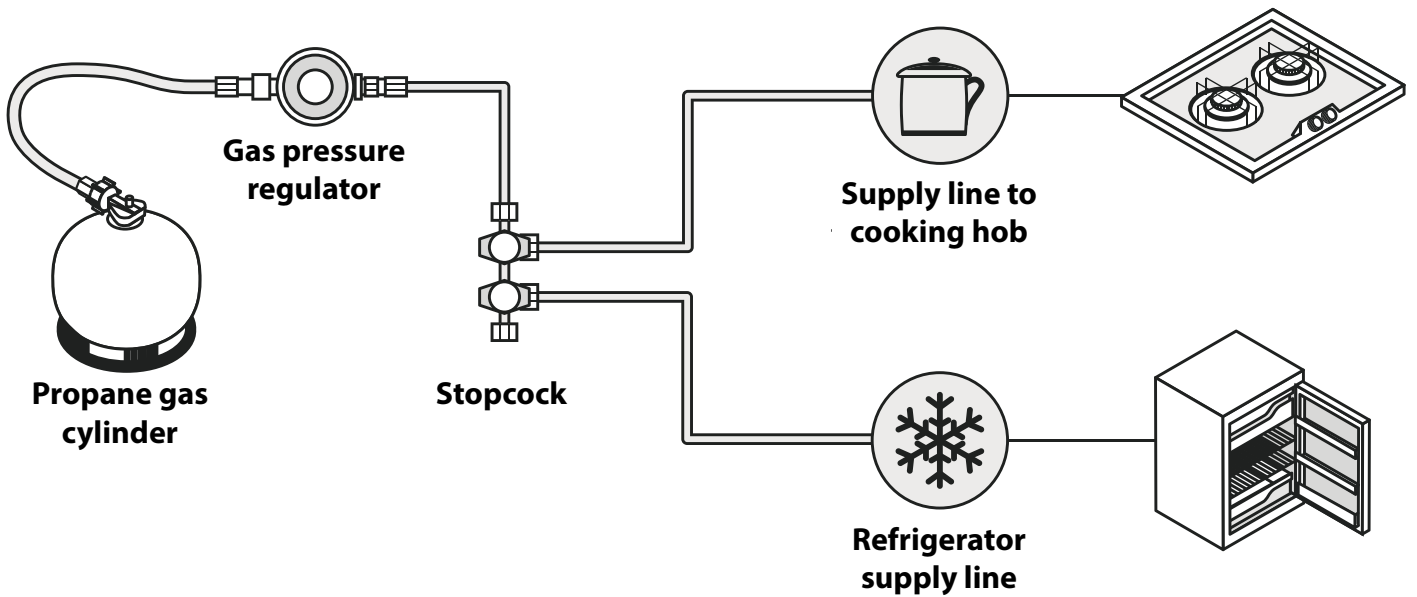 Gas pressure
regulator
Supply line to
cooking hob
Propane gas
cylinder
Stopcock
Refrigerator
supply line